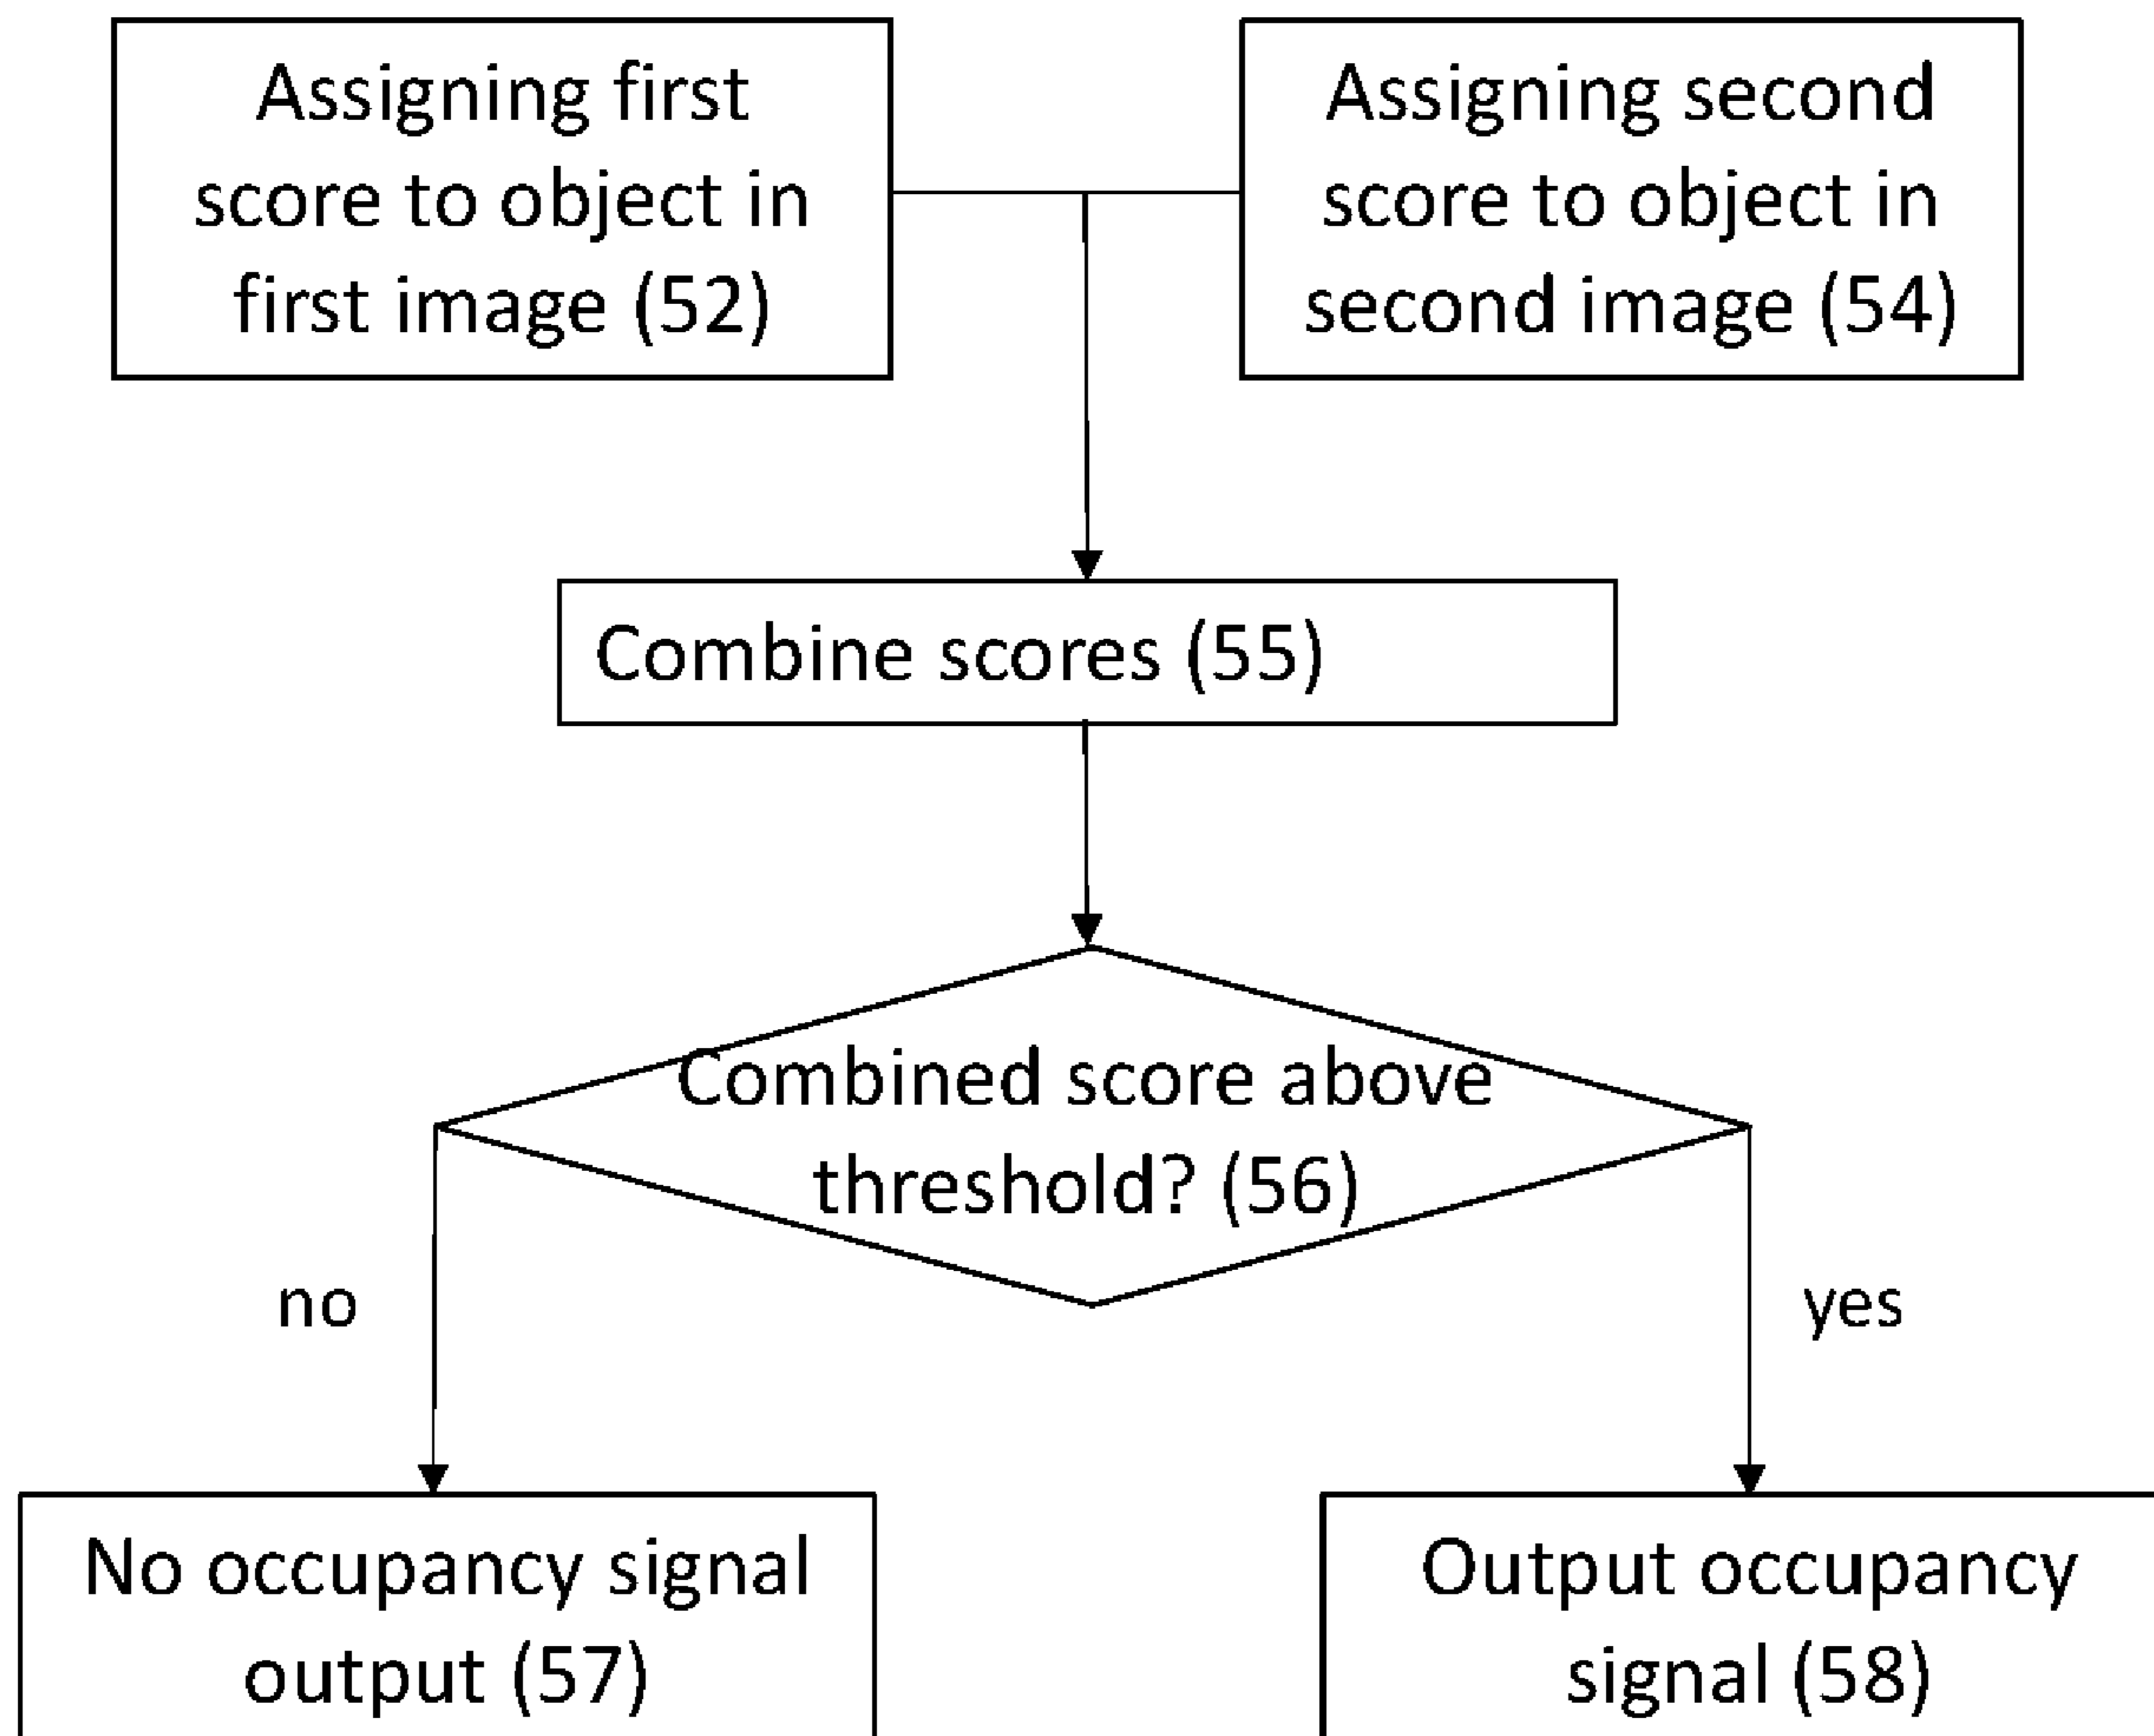 Assigning first
score to object in
first image (52)
Assigning second
score to object in
second image (54)
Combine scores (55)
Combined score above
threshold? (56)
no
yes
No occupancy signal
output (57)
Output occupancy
signal (58)